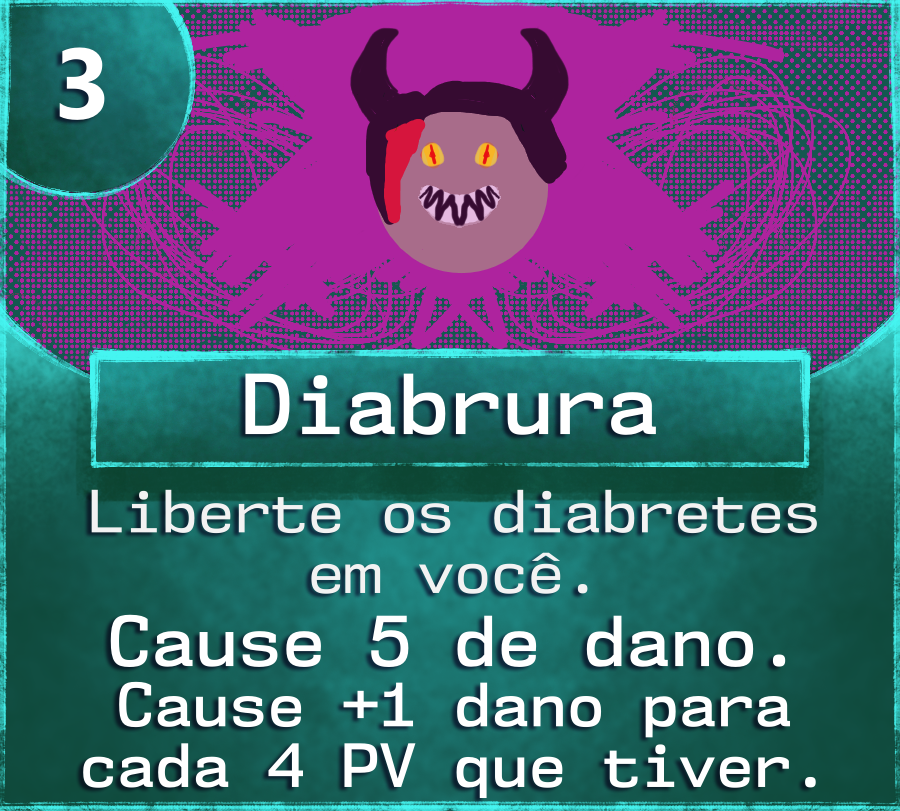 3
Diabrura
Liberte os diabretes
em você.
Cause 5 de dano.
Cause +1 dano para
cada 4 PV que tiver.